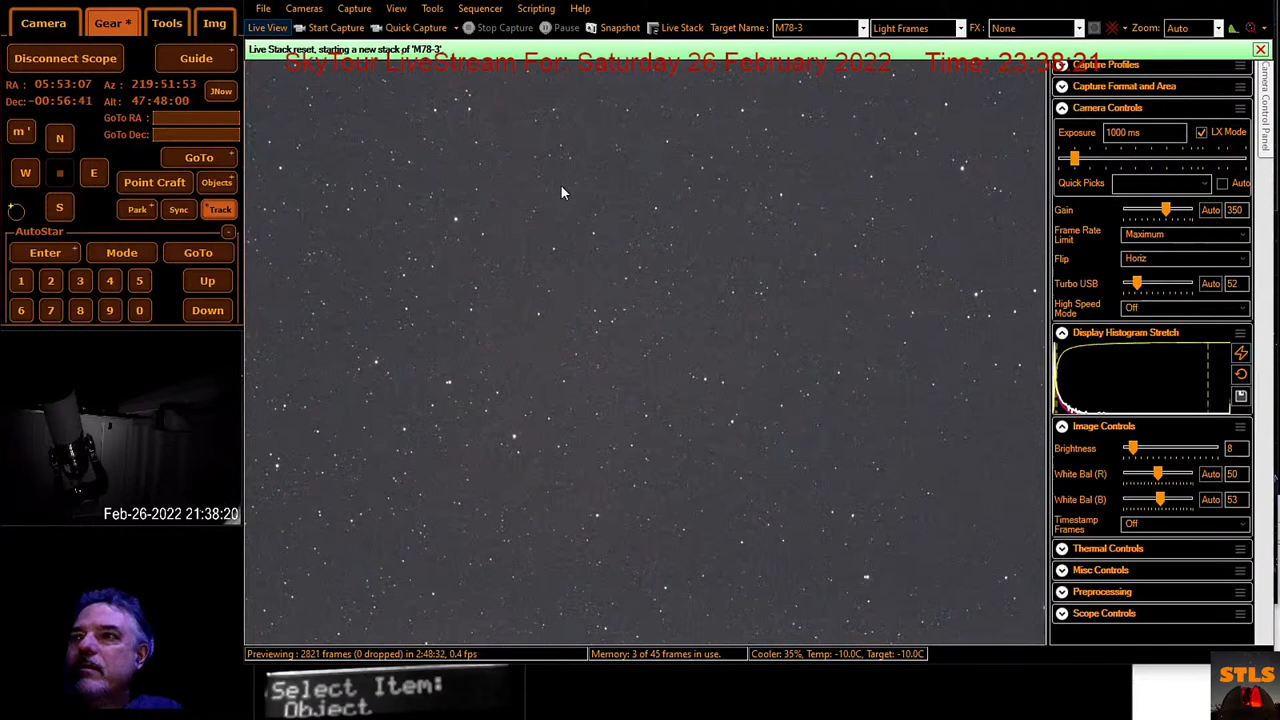 Camera Gear * Tools Img
File Cameras Capture View Tools Sequencer Scripting Help
Live View Start Capture Quick Capture Stop Capture Pause Snapshot Live Stack Target Name: M78-3 Light Frames FX: None Zoom: Auto
Live Stack reset, starting a new stack of 'M78-3'.
SkyTour LiveStream For: Saturday 26 February 2022 Time: 23:38:21
Disconnect Scope Guide
RA : 05:53:07 Az : 219:51:53
Dec: -00:56:41 Alt: 47:48:00
JNow
GoTo RA :
GoTo Dec:
m '
N
GoTo
W
E
Point Craft
Objects
S
Park
Sync
Track
AutoStar
-
Enter
Mode
GoTo
1 2 3 4 5 Up
6 7 8 9 0 Down
Feb-26-2022 21:38:20
Capture Profiles
Capture Format and Area
Camera Controls
Exposure 1000 ms LX Mode
Quick Picks Auto
Gain Auto 350
Frame Rate Limit Maximum
Flip Horiz
Turbo USB Auto 52
High Speed Mode Off
Display Histogram Stretch
Image Controls
Brightness 8
White Bal (R) Auto 50
White Bal (B) Auto 53
Timestamp Frames Off
Thermal Controls
Misc Controls
Preprocessing
Scope Controls
Camera Control Panel
Previewing : 2821 frames (0 dropped) in 2:48:32, 0.4 fps
Memory: 3 of 45 frames in use.
Cooler: 35%, Temp: -10.0C, Target: -10.0C
Select Item:
Object
STLS